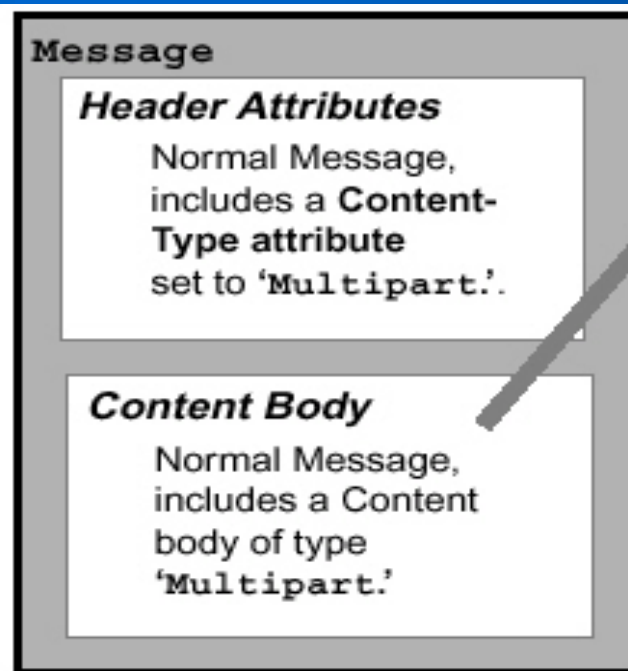 Message
Header Attributes
Normal Message,
includes a Content-
Type attribute
set to ‘Multipart.’.
Content Body
Normal Message,
includes a Content
body of type
‘Multipart.’